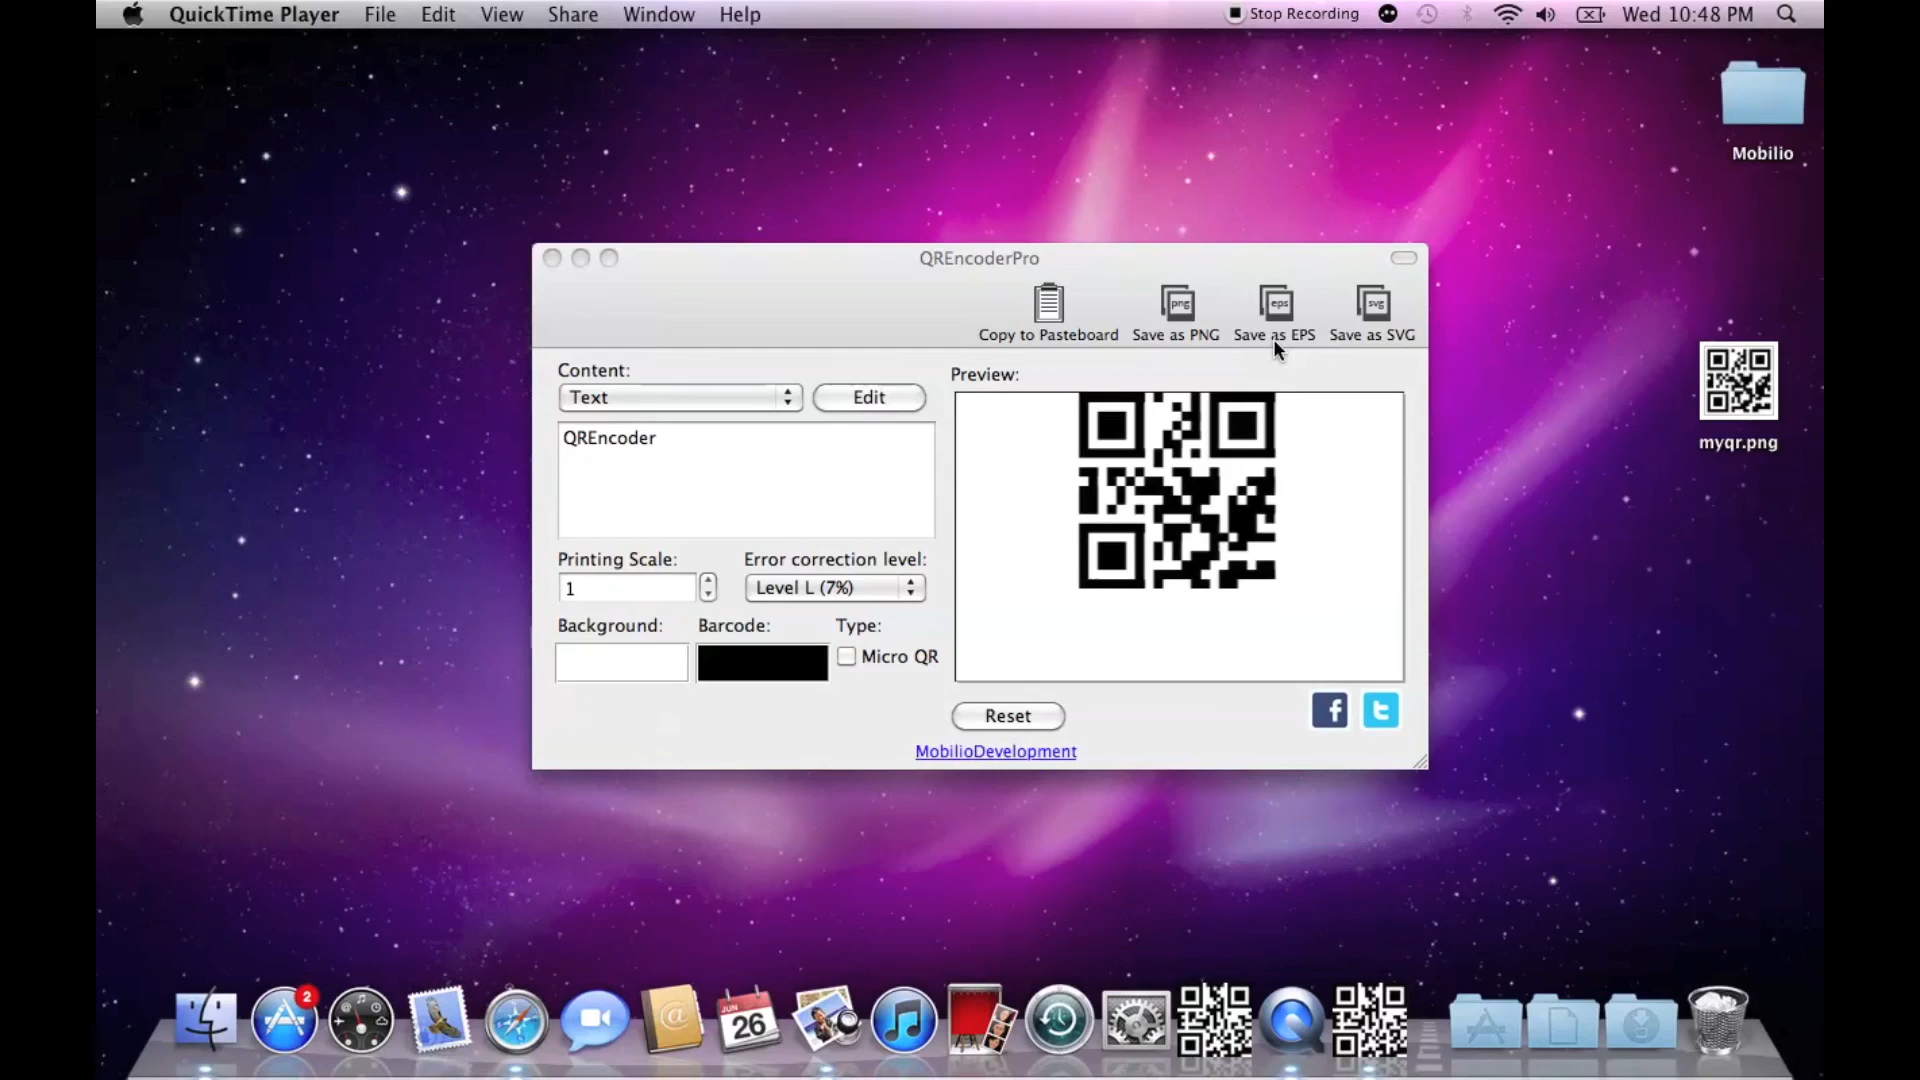 QuickTime Player File Edit View Share Window Help Stop Recording Wed 10:48 PM
Mobilio
QREncoderPro
png eps svg
Copy to Pasteboard Save as PNG Save as EPS Save as SVG
Content:
Preview:
Text Edit
QREncoder
myqr.png
Printing Scale: Error correction level:
1 Level L (7%)
Background: Barcode: Type:
Micro QR
Reset
f t
MobilioDevelopment
2
JUN
26
@